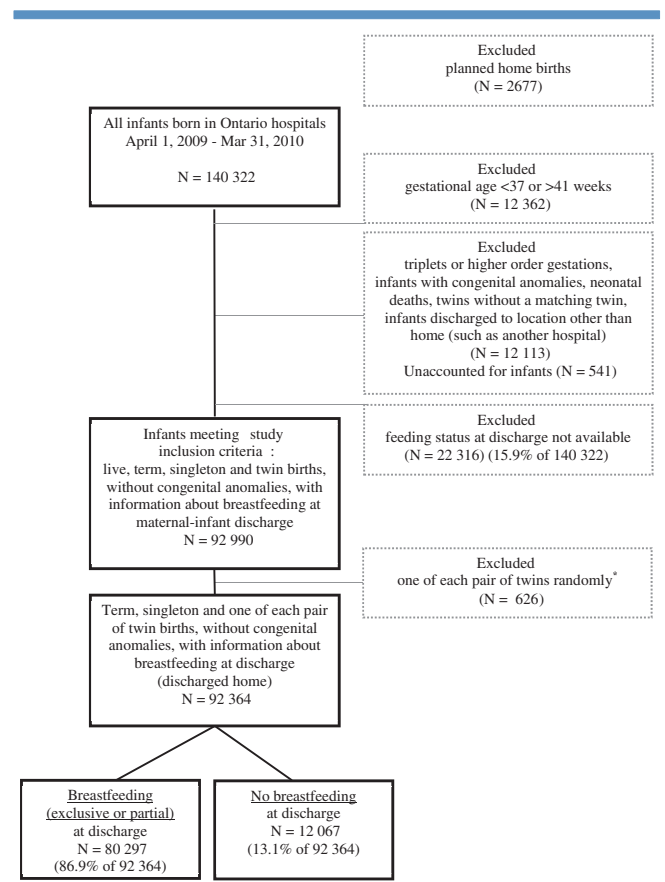 Excluded
planned home births
(N = 2677)
All infants born in Ontario hospitals
April 1, 2009 - Mar 31, 2010
N = 140 322
Excluded
gestational age <37 or >41 weeks
(N = 12 362)
Excluded
triplets or higher order gestations,
infants with congenital anomalies, neonatal
deaths, twins without a matching twin,
infants discharged to location other than
home (such as another hospital)
(N = 12 113)
Unaccounted for infants (N = 541)
Excluded
feeding status at discharge not available
(N = 22 316) (15.9% of 140 322)
Infants meeting study
inclusion criteria :
live, term, singleton and twin births,
without congenital anomalies, with
information about breastfeeding at
maternal-infant discharge
N = 92 990
Excluded
one of each pair of twins randomly*
(N = 626)
Term, singleton and one of each pair
of twin births, without congenital
anomalies, with information about
breastfeeding at discharge
(discharged home)
N = 92 364
Breastfeeding
(exclusive or partial)
at discharge
N = 80 297
(86.9% of 92 364)
No breastfeeding
at discharge
N = 12 067
(13.1% of 92 364)